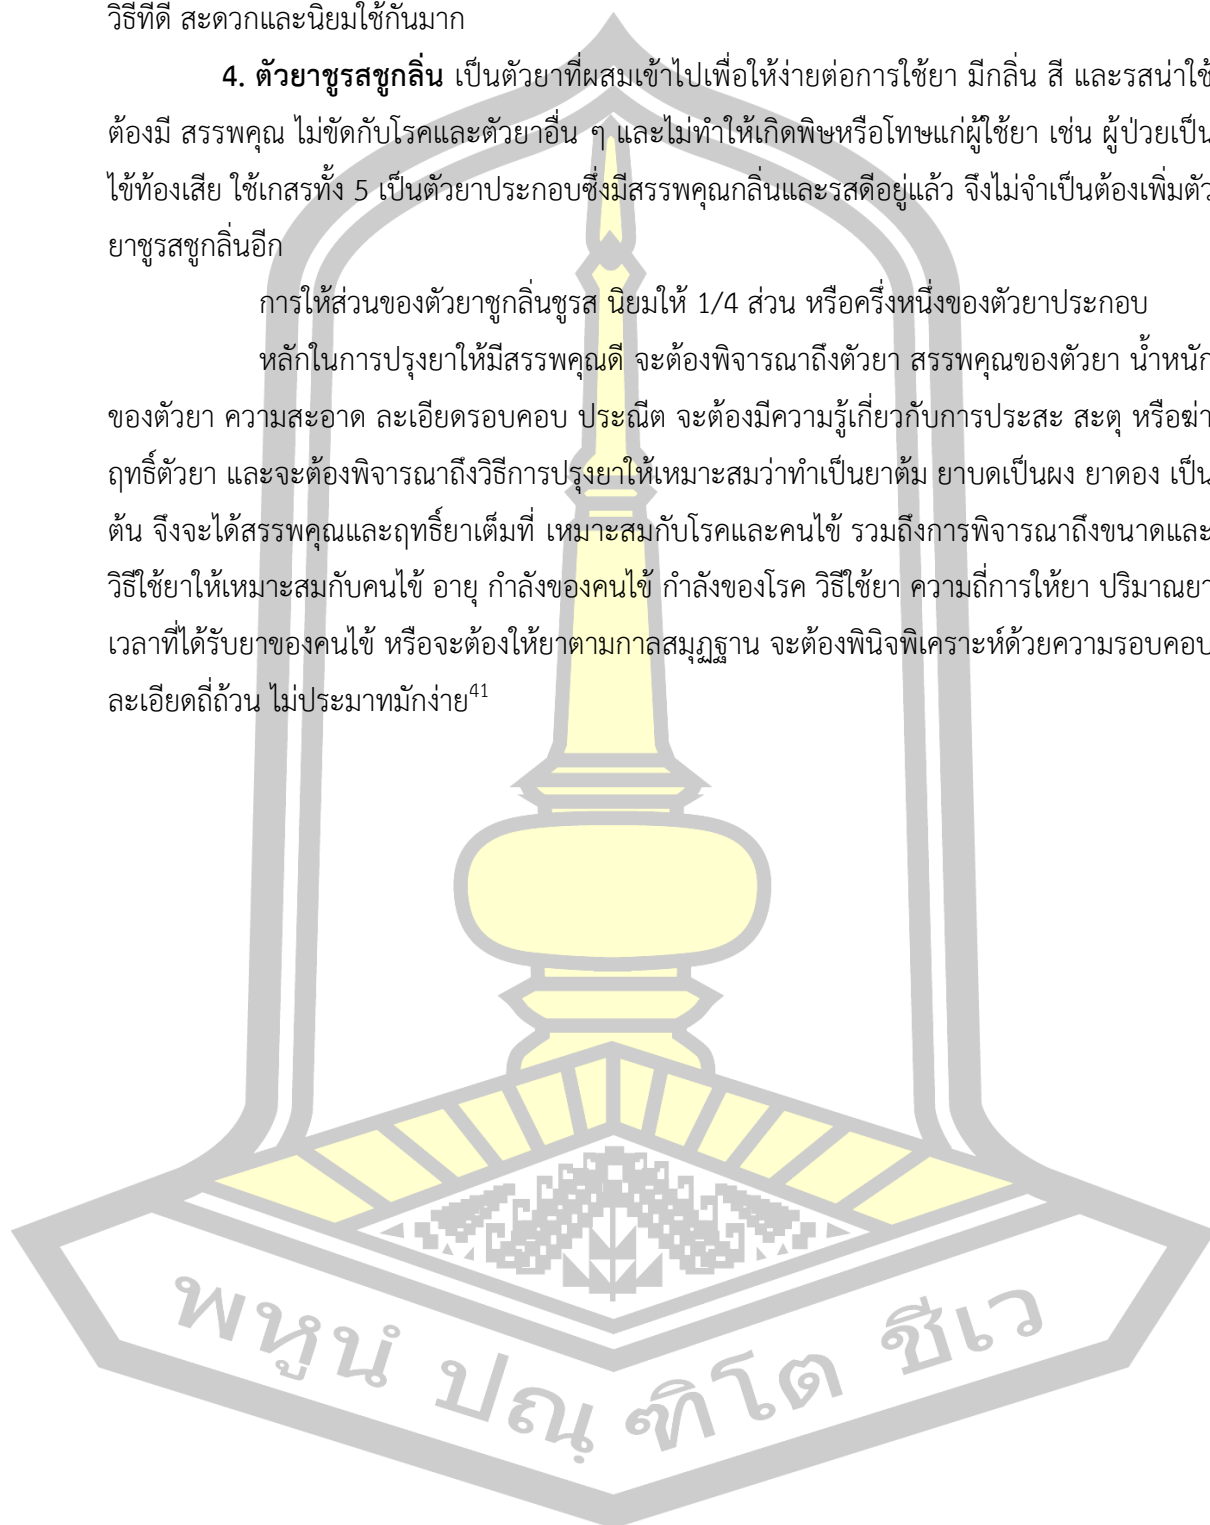 วิธีที่ดี สะดวกและนิยมใช้กันมาก
4. ตัวยาชูรสชูกลิ่น เป็นตัวยาที่ผสมเข้าไปเพื่อให้ง่ายต่อการใช้ยา มีกลิ่น สี และรสน่าใช้
ต้องมี สรรพคุณ ไม่ขัดกับโรคและตัวยาอื่น ๆ และไม่ทำให้เกิดพิษหรือโทษแก่ผู้ใช้ยา เช่น ผู้ป่วยเป็น
ไข้ท้องเสีย ใช้เกสรทั้ง 5 เป็นตัวยาประกอบซึ่งมีสรรพคุณกลิ่นและรสดีอยู่แล้ว จึงไม่จำเป็นต้องเพิ่มตัว
ยาชูรสชูกลิ่นอีก
การให้ส่วนของตัวยาชูกลิ่นชูรส นิยมให้ 1/4 ส่วน หรือครึ่งหนึ่งของตัวยาประกอบ
หลักในการปรุงยาให้มีสรรพคุณดี จะต้องพิจารณาถึงตัวยา สรรพคุณของตัวยา น้ำหนัก
ของตัวยา ความสะอาด ละเอียดรอบคอบ ประณีต จะต้องมีความรู้เกี่ยวกับการประสะ สะตุ หรือฆ่า
ฤทธิ์ตัวยา และจะต้องพิจารณาถึงวิธีการปรุงยาให้เหมาะสมว่าทำเป็นยาต้ม ยาบดเป็นผง ยาดอง เป็น
ต้น จึงจะได้สรรพคุณและฤทธิ์ยาเต็มที่ เหมาะสมกับโรคและคนไข้ รวมถึงการพิจารณาถึงขนาดและ
วิธีใช้ยาให้เหมาะสมกับคนไข้ อายุ กำลังของคนไข้ กำลังของโรค วิธีใช้ยา ความถี่การให้ยา ปริมาณยา
เวลาที่ได้รับยาของคนไข้ หรือจะต้องให้ยาตามกาลสมุฏฐาน จะต้องพินิจพิเคราะห์ด้วยความรอบคอบ
ละเอียดถี่ถ้วน ไม่ประมาทมักง่าย41
พหูนํ ปณฺฑิโต ชีเว